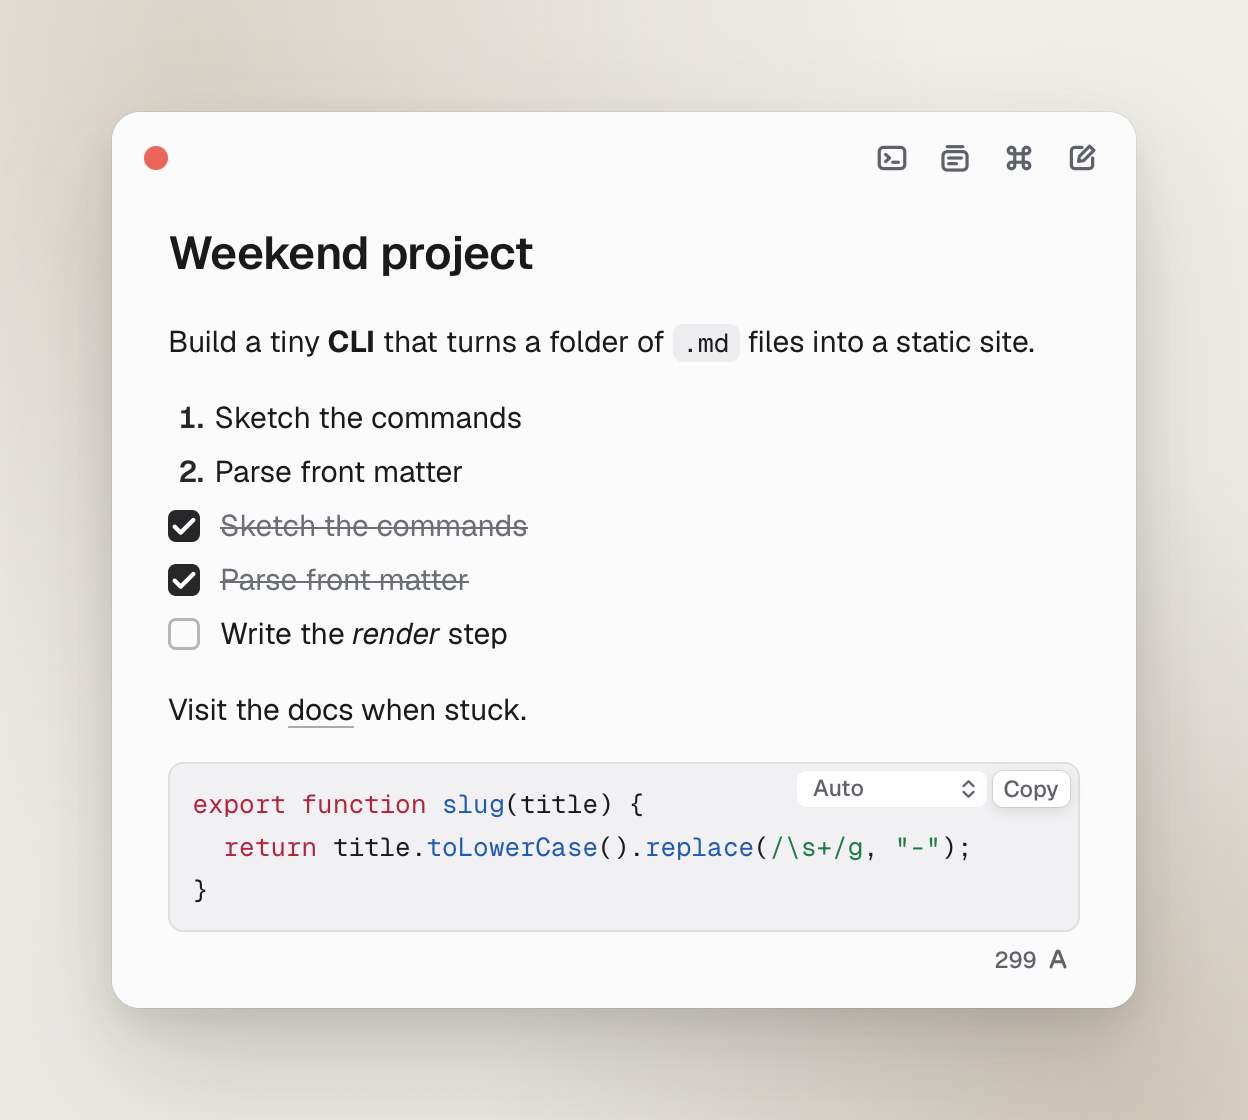 Weekend project
Build a tiny CLI that turns a folder of .md files into a static site.
1. Sketch the commands
2. Parse front matter
Sketch the commands
Parse front matter
Write the render step
Visit the docs when stuck.
Auto Copy
export function slug(title) {
  return title.toLowerCase().replace(/\s+/g, "-");
}
299 A